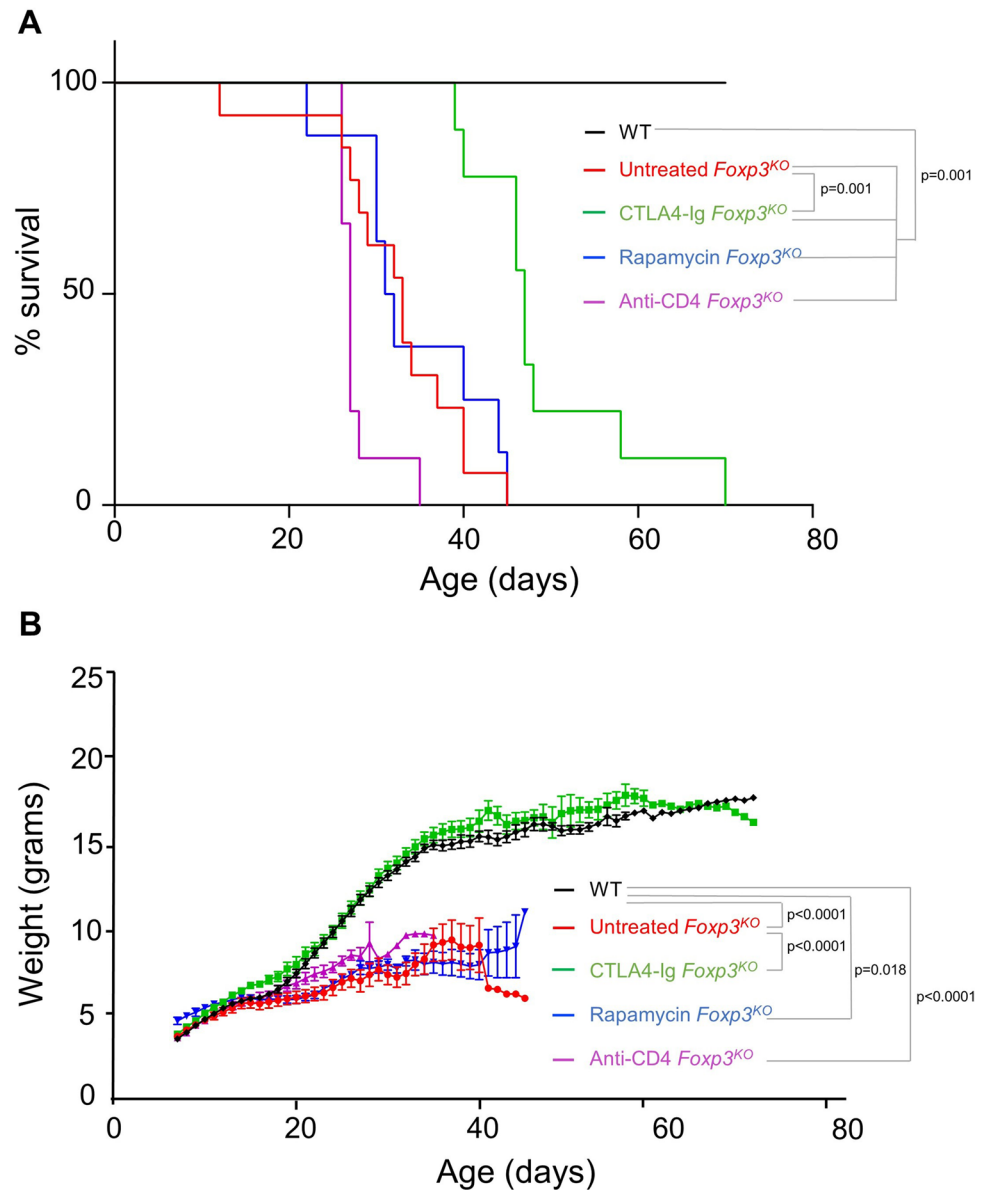 A
% survival
100
50
0
0
20
40
60
80
Age (days)
WT
Untreated Foxp3KO
CTLA4-Ig Foxp3KO
Rapamycin Foxp3KO
Anti-CD4 Foxp3KO
p=0.001
p=0.001
B
Weight (grams)
25
20
15
10
5
0
0
20
40
60
80
Age (days)
WT
Untreated Foxp3KO
CTLA4-Ig Foxp3KO
Rapamycin Foxp3KO
Anti-CD4 Foxp3KO
p<0.0001
p<0.0001
p=0.018
p<0.0001